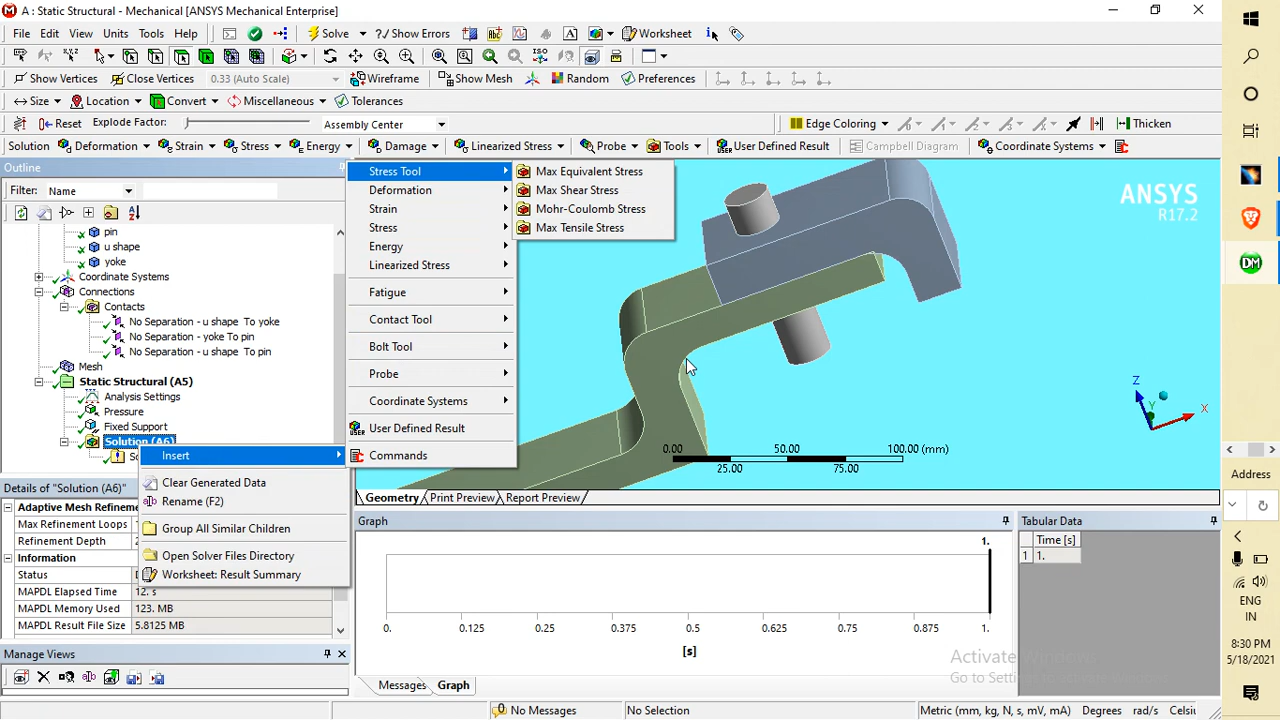 A : Static Structural - Mechanical [ANSYS Mechanical Enterprise]
File Edit View Units Tools Help Solve ?/ Show Errors Worksheet
Show Vertices Close Vertices 0.33 (Auto Scale) Wireframe Show Mesh Random Preferences
Size Location Convert Miscellaneous Tolerances
Reset Explode Factor: Assembly Center Edge Coloring Thicken
Solution Deformation Strain Stress Energy Damage Linearized Stress Probe Tools User Defined Result Campbell Diagram Coordinate Systems
Outline
Filter: Name
pin
u shape
yoke
Coordinate Systems
Connections
Contacts
No Separation - u shape To yoke
No Separation - yoke To pin
No Separation - u shape To pin
Mesh
Static Structural (A5)
Analysis Settings
Pressure
Fixed Support
Solution (A6)
Insert
Clear Generated Data
Rename (F2)
Group All Similar Children
Open Solver Files Directory
Worksheet: Result Summary
Stress Tool
Deformation
Strain
Stress
Energy
Linearized Stress
Fatigue
Contact Tool
Bolt Tool
Probe
Coordinate Systems
User Defined Result
Commands
Max Equivalent Stress
Max Shear Stress
Mohr-Coulomb Stress
Max Tensile Stress
ANSYS
R17.2
Z
Y
X
0.00 50.00 100.00 (mm)
25.00 75.00
Geometry Print Preview Report Preview
Details of "Solution (A6)"
Adaptive Mesh Refineme
Max Refinement Loops
Refinement Depth
Information
Status
MAPDL Elapsed Time 12. s
MAPDL Memory Used 123. MB
MAPDL Result File Size 5.8125 MB
Manage Views
Graph
1.
0. 0.125 0.25 0.375 0.5 0.625 0.75 0.875 1.
[s]
Messages Graph
Tabular Data
Time [s]
1 1.
Activate Windows
No Messages No Selection Metric (mm, kg, N, s, mV, mA) Degrees rad/s Celsiu
DM
Address
ENG
IN
8:30 PM
5/18/2021